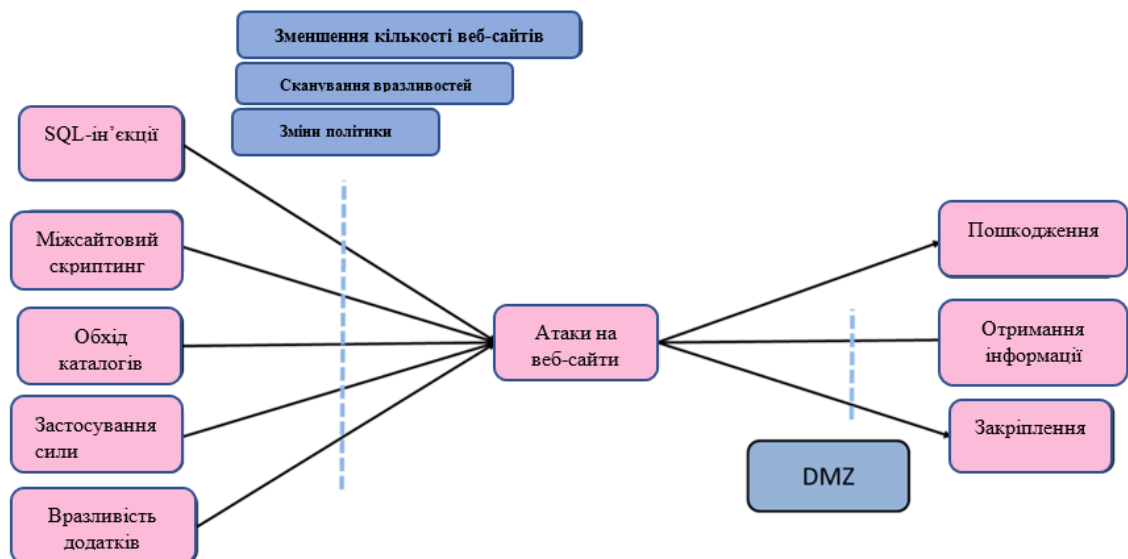 Зменшення кількості веб-сайтів
Сканування вразливостей
Зміни політики
SQL-ін’єкції
Міжсайтовий
скриптинг
Обхід
каталогів
Застосування
сили
Вразливість
додатків
Атаки на
веб-сайти
Пошкодження
Отримання
інформації
Закріплення
DMZ